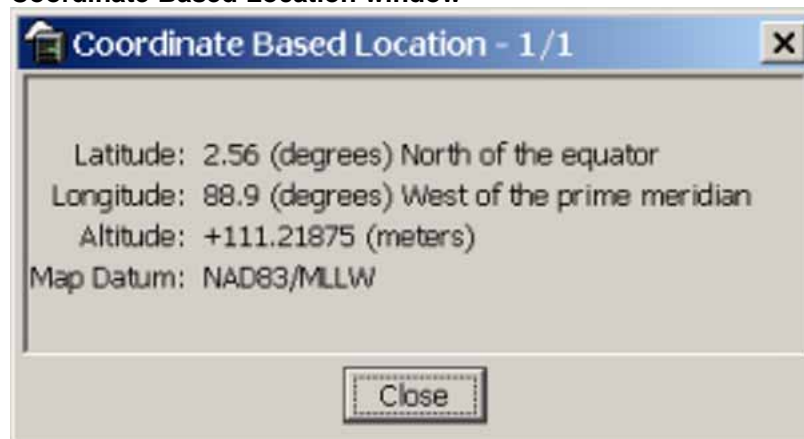 Coordinate Based Location window
Coordinate Based Location - 1/1
Latitude: 2.56 (degrees) North of the equator
Longitude: 88.9 (degrees) West of the prime meridian
Altitude: +111.21875 (meters)
Map Datum: NAD83/MLLW
Close